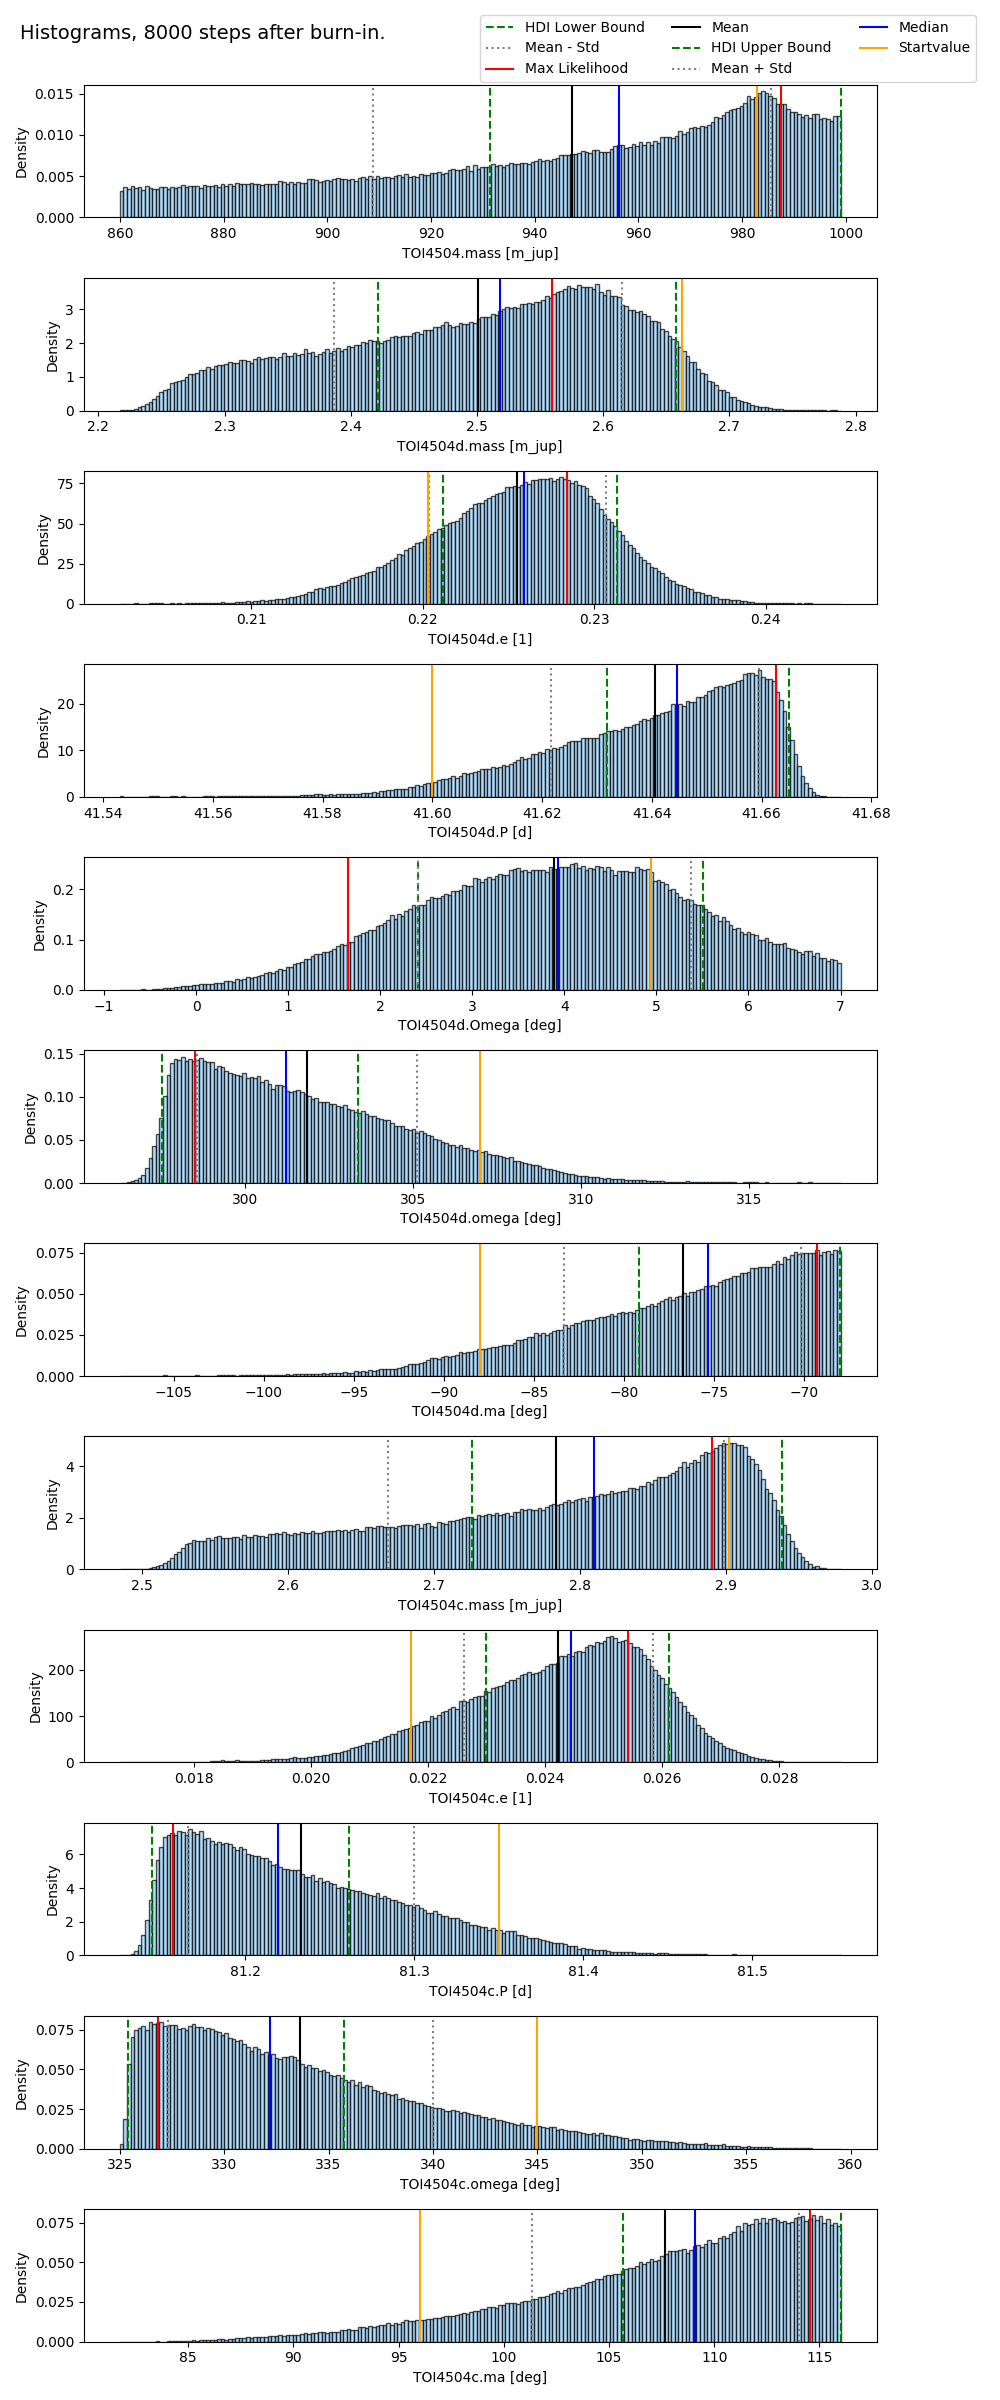 Histograms, 8000 steps after burn-in.
HDI Lower Bound
Mean - Std
Max Likelihood
Mean
HDI Upper Bound
Mean + Std
Median
Startvalue
Density
0.015
0.010
0.005
0.000
860 880 900 920 940 960 980 1000
TOI4504.mass [m_jup]
Density
3
2
1
0
2.2 2.3 2.4 2.5 2.6 2.7 2.8
TOI4504d.mass [m_jup]
Density
75
50
25
0
0.21 0.22 0.23 0.24
TOI4504d.e [1]
Density
20
10
0
41.54 41.56 41.58 41.60 41.62 41.64 41.66 41.68
TOI4504d.P [d]
Density
0.2
0.1
0.0
−1 0 1 2 3 4 5 6 7
TOI4504d.Omega [deg]
Density
0.15
0.10
0.05
0.00
300 305 310 315
TOI4504d.omega [deg]
Density
0.075
0.050
0.025
0.000
−105 −100 −95 −90 −85 −80 −75 −70
TOI4504d.ma [deg]
Density
4
2
0
2.5 2.6 2.7 2.8 2.9 3.0
TOI4504c.mass [m_jup]
Density
200
100
0
0.018 0.020 0.022 0.024 0.026 0.028
TOI4504c.e [1]
Density
6
4
2
0
81.2 81.3 81.4 81.5
TOI4504c.P [d]
Density
0.075
0.050
0.025
0.000
325 330 335 340 345 350 355 360
TOI4504c.omega [deg]
Density
0.075
0.050
0.025
0.000
85 90 95 100 105 110 115
TOI4504c.ma [deg]